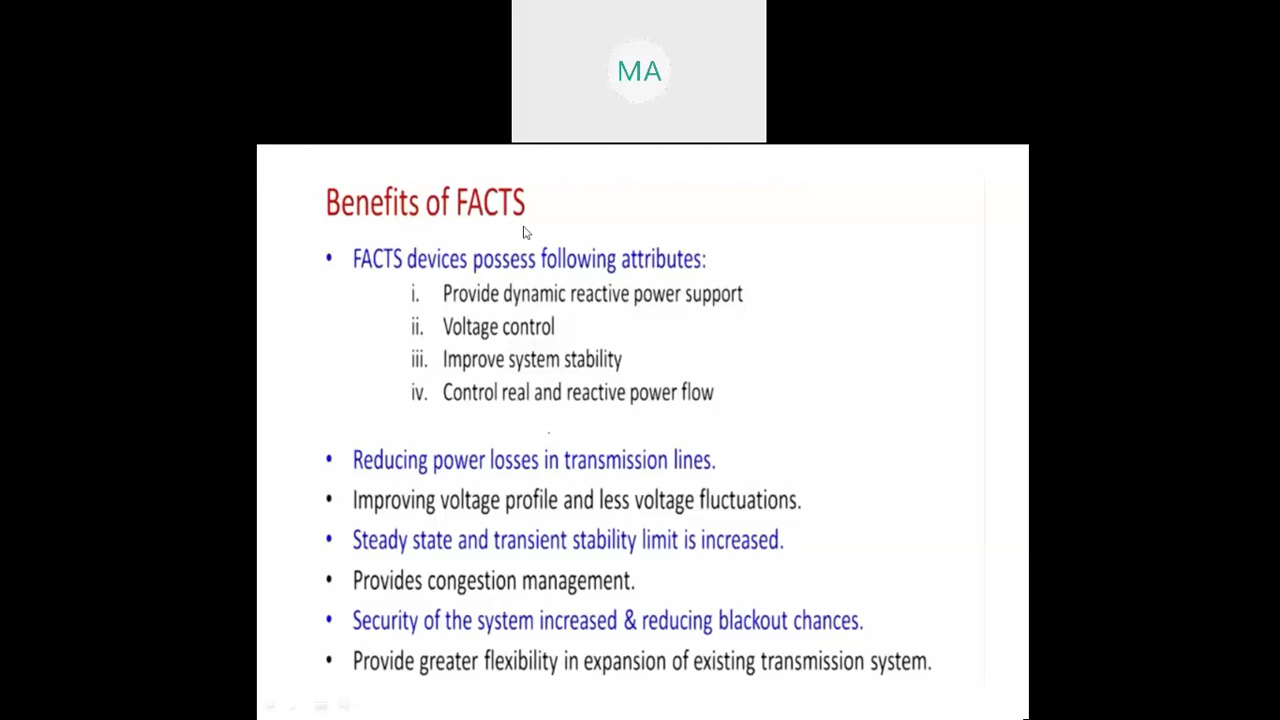 MA
Benefits of FACTS
• FACTS devices possess following attributes:
i. Provide dynamic reactive power support
ii. Voltage control
iii. Improve system stability
iv. Control real and reactive power flow
• Reducing power losses in transmission lines.
• Improving voltage profile and less voltage fluctuations.
• Steady state and transient stability limit is increased.
• Provides congestion management.
• Security of the system increased & reducing blackout chances.
• Provide greater flexibility in expansion of existing transmission system.